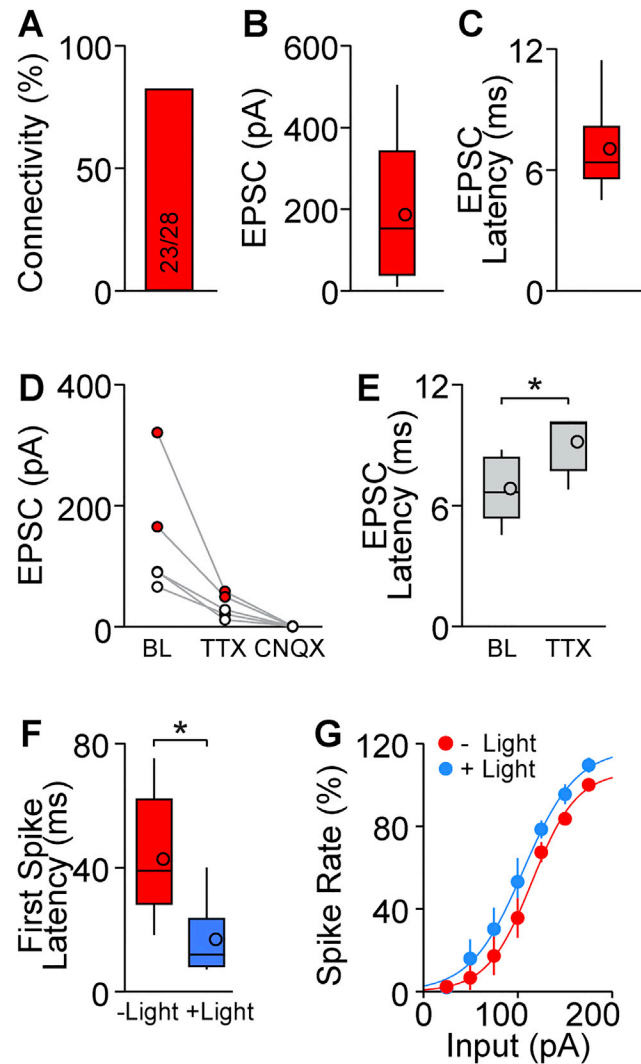 A
Connectivity (%)
100
50
0
23/28
B
EPSC (pA)
600
400
200
0
C
EPSC
Latency (ms)
12
6
0
D
EPSC (pA)
400
200
0
BL TTX CNQX
E
EPSC
Latency (ms)
12
6
0
*
BL TTX
F
First Spike
Latency (ms)
80
40
0
*
-Light +Light
G
Spike Rate (%)
120
80
40
0
- Light
+ Light
0 100 200
Input (pA)